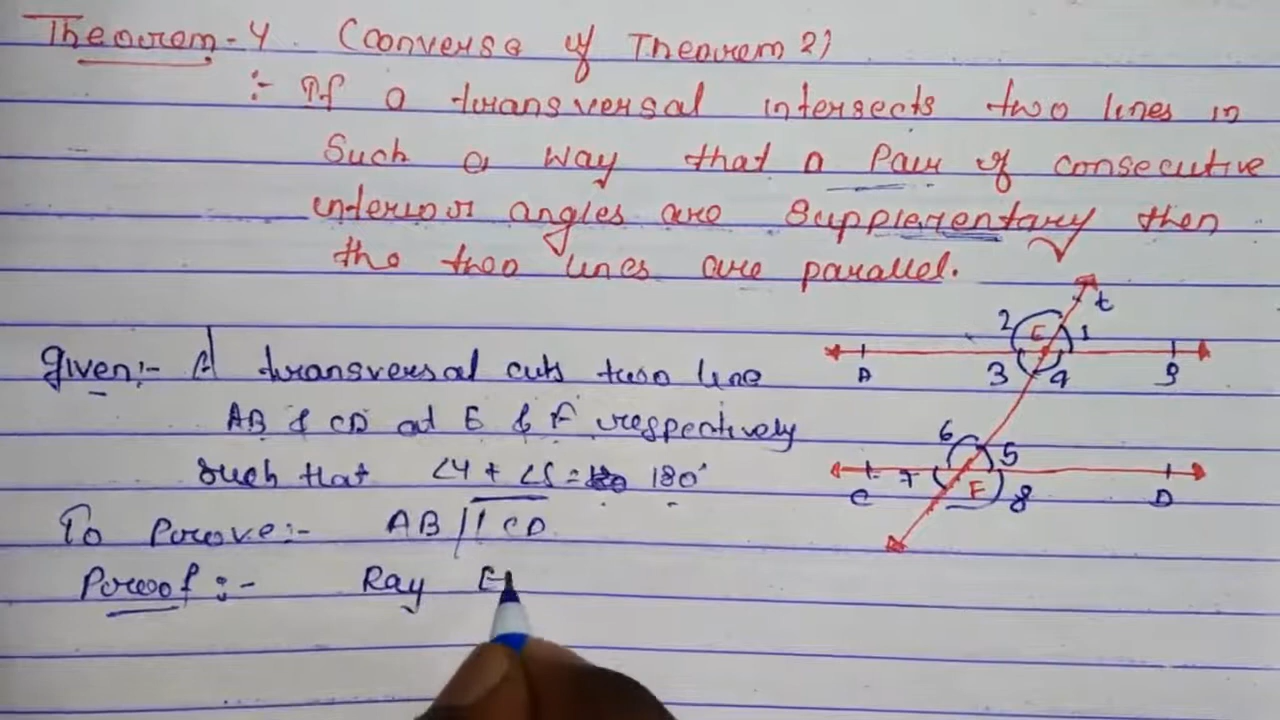 Theorem-4. (Converse of Theorem 2)
:- If a transversal intersects two lines in
Such a way that a Pair of consecutive
interior angles are Supplementary then
the two lines are parallel.
t
2 E 1
A 3 4 B
6 5
C 7 F 8 D
Given:- A transversal cuts two line
AB & CD at E & F respectively
such that ∠4 + ∠5 = 180°
To Prove:- AB || CD
Proof:- Ray E